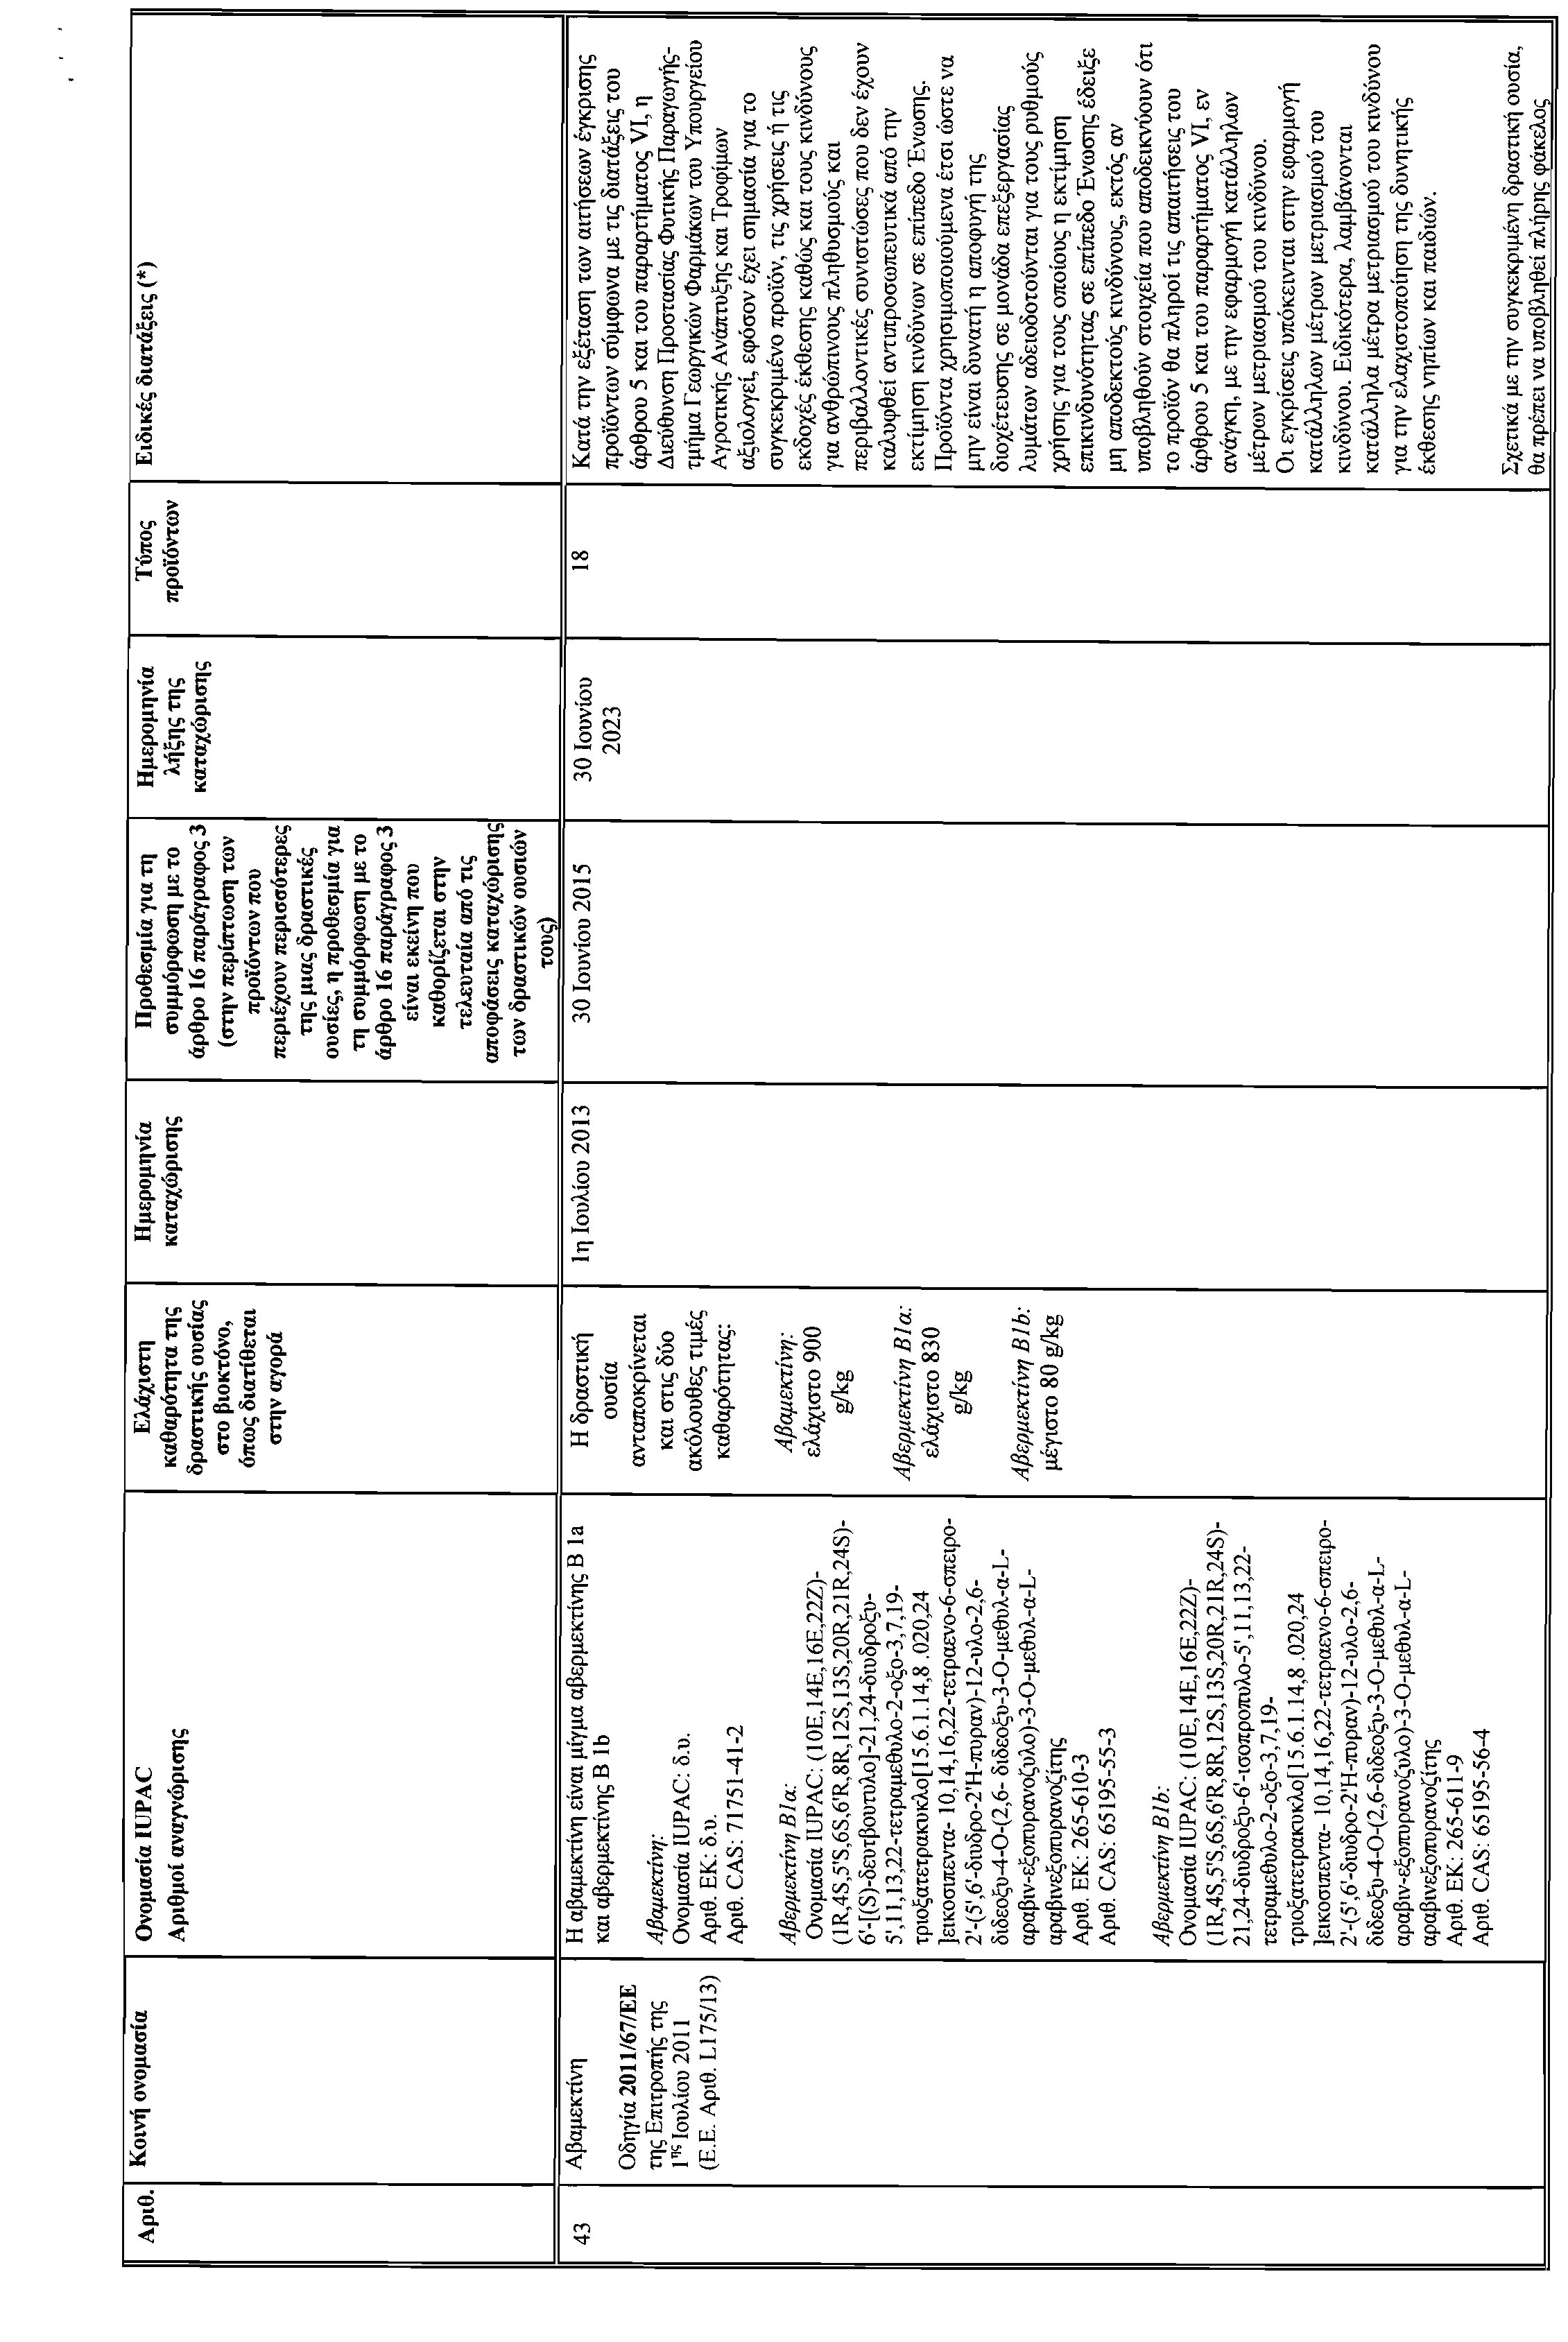 Αριθ.
Κοινή ονομασία
Ονομασία IUPAC
Αριθμοί αναγνώρισης
Ελάχιστη
καθαρότητα της
δραστικής ουσίας
στο βιοκτόνο,
όπως διατίθεται
στην αγορά
Ημερομηνία
καταχώρισης
Προθεσμία για τη
συμμόρφωση με το
άρθρο 16 παράγραφος 3
(στην περίπτωση των
προϊόντων που
περιέχουν περισσότερες
της μιας δραστικές
ουσίες, η προθεσμία για
τη συμμόρφωση με το
άρθρο 16 παράγραφος 3
είναι εκείνη που
καθορίζεται στην
τελευταία από τις
αποφάσεις καταχώρισης
των δραστικών ουσιών
τους)
Ημερομηνία
λήξης της
καταχώρισης
Τύπος
προϊόντων
Ειδικές διατάξεις (*)
43
Αβαμεκτίνη
Οδηγία 2011/67/ΕΕ
της Επιτροπής της
1ης Ιουλίου 2011
(Ε.Ε. Αριθ. L175/13)
Η αβαμεκτίνη είναι μίγμα αβερμεκτίνης B 1a
και αβερμεκτίνης B 1b
Αβαμεκτίνη:
Ονομασία IUPAC: δ.υ.
Αριθ. ΕΚ: δ.υ.
Αριθ. CAS: 71751-41-2
Αβερμεκτίνη B1a:
Ονομασία IUPAC: (10E,14E,16E,22Z)-
(1R,4S,5'S,6S,6'R,8R,12S,13S,20R,21R,24S)-
6'-[(S)-δευτβουτυλο]-21,24-διυδροξυ-
5',11,13,22-τετραμεθυλο-2-οξο-3,7,19-
τριοξατετρακυκλο[15.6.1.14,8 .020,24
]εικοσιπεντα- 10,14,16,22-τετραενο-6-σπειρο-
2'-(5',6'-διυδρο-2'H-πυραν)-12-υλο-2,6-
διδεοξυ-4-O-(2,6- διδεοξυ-3-O-μεθυλ-α-L-
αραβιν-εξοπυρανοζυλο)-3-O-μεθυλ-α-L-
αραβινεξοπυρανοζίτης
Αριθ. ΕΚ: 265-610-3
Αριθ. CAS: 65195-55-3
Αβερμεκτίνη B1b:
Ονομασία IUPAC: (10E,14E,16E,22Z)-
(1R,4S,5'S,6S,6'R,8R,12S,13S,20R,21R,24S)-
21,24-διυδροξυ-6'-ισοπροπυλο-5',11,13,22-
τετραμεθυλο-2-οξο-3,7,19-
τριοξατετρακυκλο[15.6.1.14,8 .020,24
]εικοσιπεντα- 10,14,16,22-τετραενο-6-σπειρο-
2'-(5',6'-διυδρο-2'H-πυραν)-12-υλο-2,6-
διδεοξυ-4-O-(2,6-διδεοξυ-3-O-μεθυλ-α-L-
αραβιν-εξοπυρανοζυλο)-3-O-μεθυλ-α-L-
αραβινεξοπυρανοζίτης
Αριθ. ΕΚ: 265-611-9
Αριθ. CAS: 65195-56-4
Η δραστική
ουσία
ανταποκρίνεται
και στις δύο
ακόλουθες τιμές
καθαρότητας:
Αβαμεκτίνη:
ελάχιστο 900
g/kg
Αβερμεκτίνη B1a:
ελάχιστο 830
g/kg
Αβερμεκτίνη B1b:
μέγιστο 80 g/kg
1η Ιουλίου 2013
30 Ιουνίου 2015
30 Ιουνίου
2023
18
Κατά την εξέταση των αιτήσεων έγκρισης
προϊόντων σύμφωνα με τις διατάξεις του
άρθρου 5 και του παραρτήματος VI, η
Διεύθυνση Προστασίας Φυτικής Παραγωγής-
τμήμα Γεωργικών Φαρμάκων του Υπουργείου
Αγροτικής Ανάπτυξης και Τροφίμων
αξιολογεί, εφόσον έχει σημασία για το
συγκεκριμένο προϊόν, τις χρήσεις ή τις
εκδοχές έκθεσης καθώς και τους κινδύνους
για ανθρώπινους πληθυσμούς και
περιβαλλοντικές συνιστώσες που δεν έχουν
καλυφθεί αντιπροσωπευτικά από την
εκτίμηση κινδύνων σε επίπεδο Ένωσης.
Προϊόντα χρησιμοποιούμενα έτσι ώστε να
μην είναι δυνατή η αποφυγή της
διοχέτευσης σε μονάδα επεξεργασίας
λυμάτων αδειοδοτούνται για τους ρυθμούς
χρήσης για τους οποίους η εκτίμηση
επικινδυνότητας σε επίπεδο Ένωσης έδειξε
μη αποδεκτούς κινδύνους, εκτός αν
υποβληθούν στοιχεία που αποδεικνύουν ότι
το προϊόν θα πληροί τις απαιτήσεις του
άρθρου 5 και του παραρτήματος VI, εν
ανάγκη, με την εφαρμογή κατάλληλων
μέτρων μετριασμού του κινδύνου.
Οι εγκρίσεις υπόκεινται στην εφαρμογή
κατάλληλων μέτρων μετριασμού του
κινδύνου. Ειδικότερα, λαμβάνονται
κατάλληλα μέτρα μετριασμού του κινδύνου
για την ελαχιστοποίηση της δυνητικής
έκθεσης νηπίων και παιδιών.
Σχετικά με την συγκεκριμένη δραστική ουσία,
θα πρέπει να υποβληθεί πλήρης φάκελος